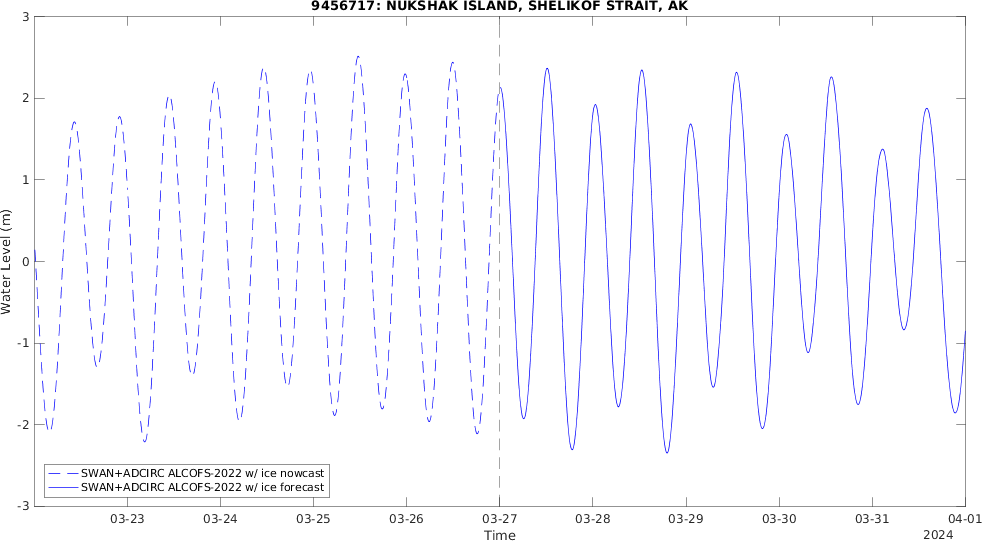 9456717: NUKSHAK ISLAND, SHELIKOF STRAIT, AK
3
2
1
0
-1
-2
-3
Water Level (m)
SWAN+ADCIRC ALCOFS-2022 w/ ice nowcast
SWAN+ADCIRC ALCOFS-2022 w/ ice forecast
03-23 03-24 03-25 03-26 03-27 03-28 03-29 03-30 03-31 04-01
Time
2024